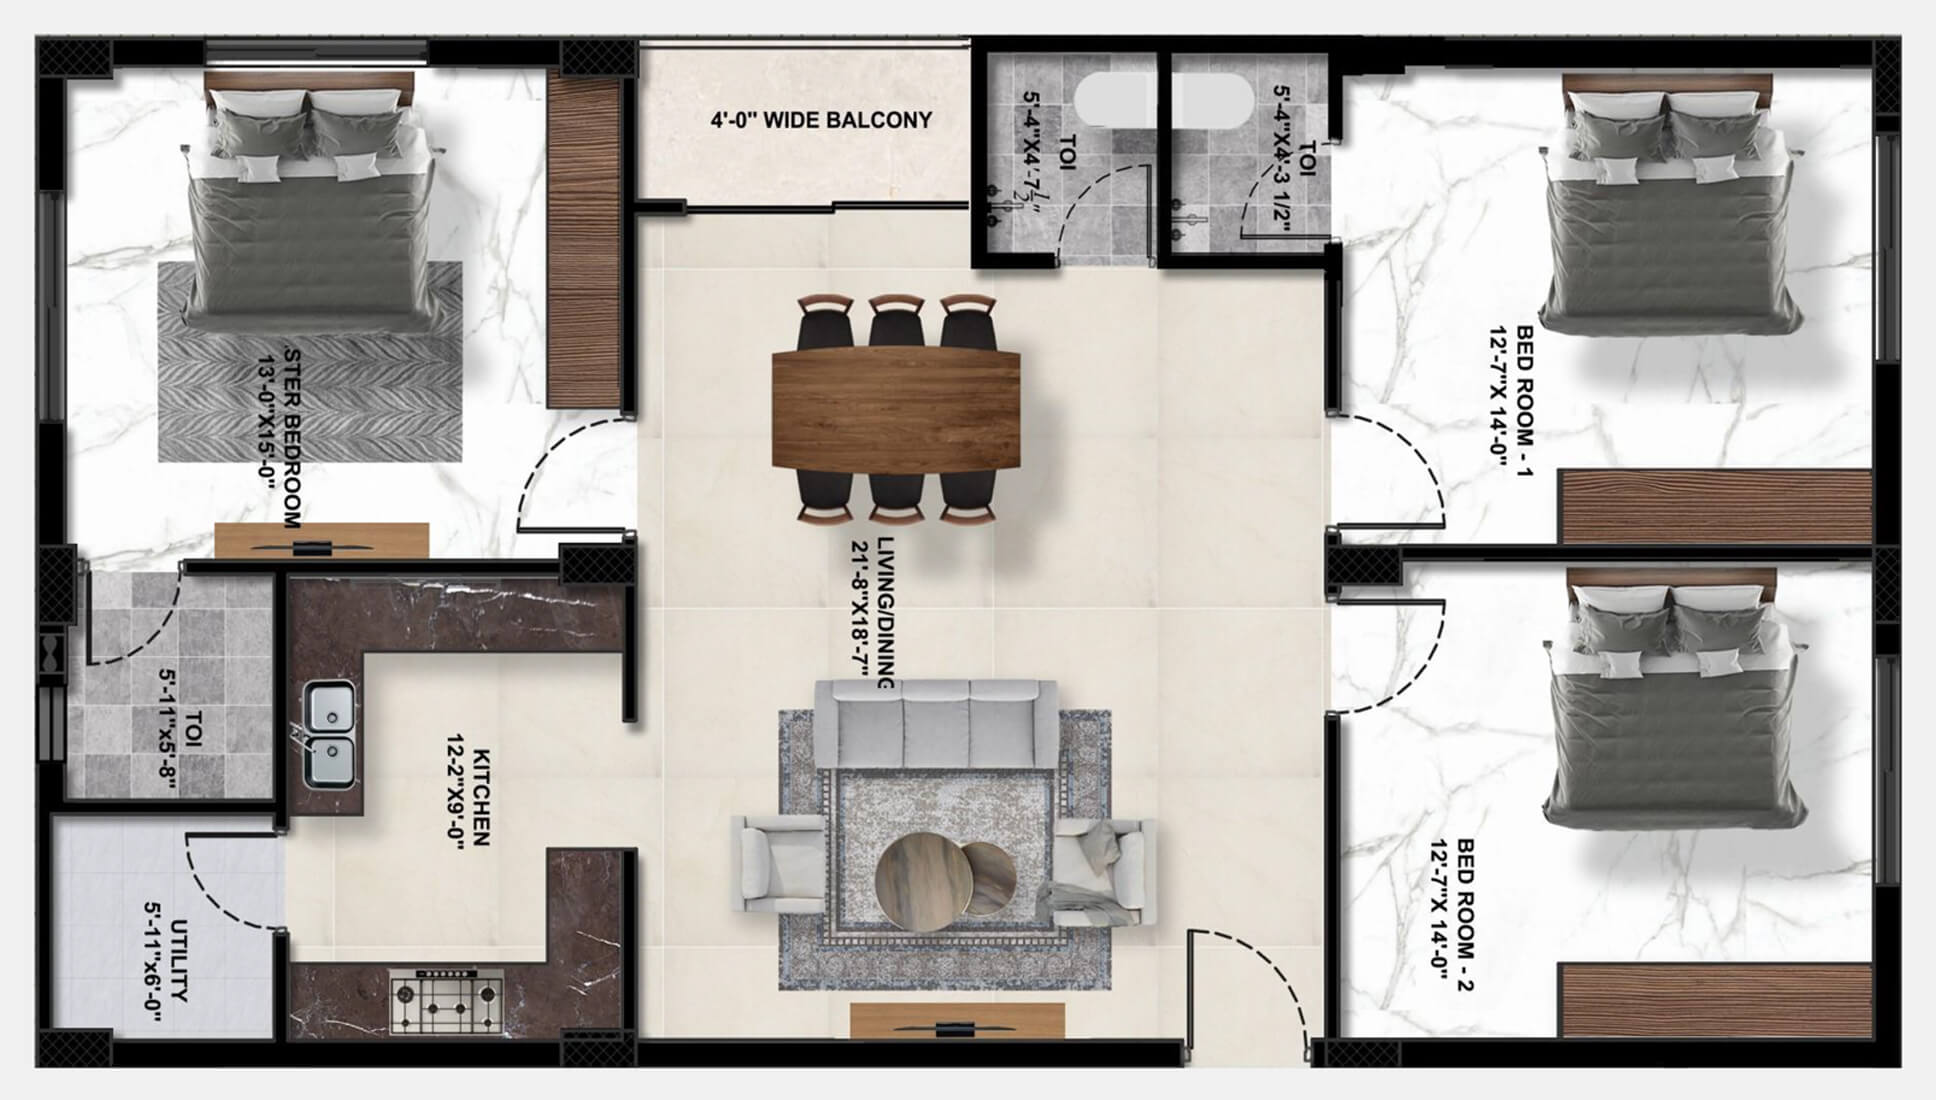 4'-0" WIDE BALCONY
TOI
5'-4"X4'-7½"
TOI
5'-4"X4'-3 1/2"
STER BEDROOM
13'-0"X15'-0"
BED ROOM - 1
12'-7"X 14'-0"
LIVING/DINING
21'-8"X18'-7"
TOI
5'-11"x5'-8"
KITCHEN
12-2"X9'-0"
UTILITY
5'-11"x6'-0"
BED ROOM - 2
12'-7"X 14'-0"